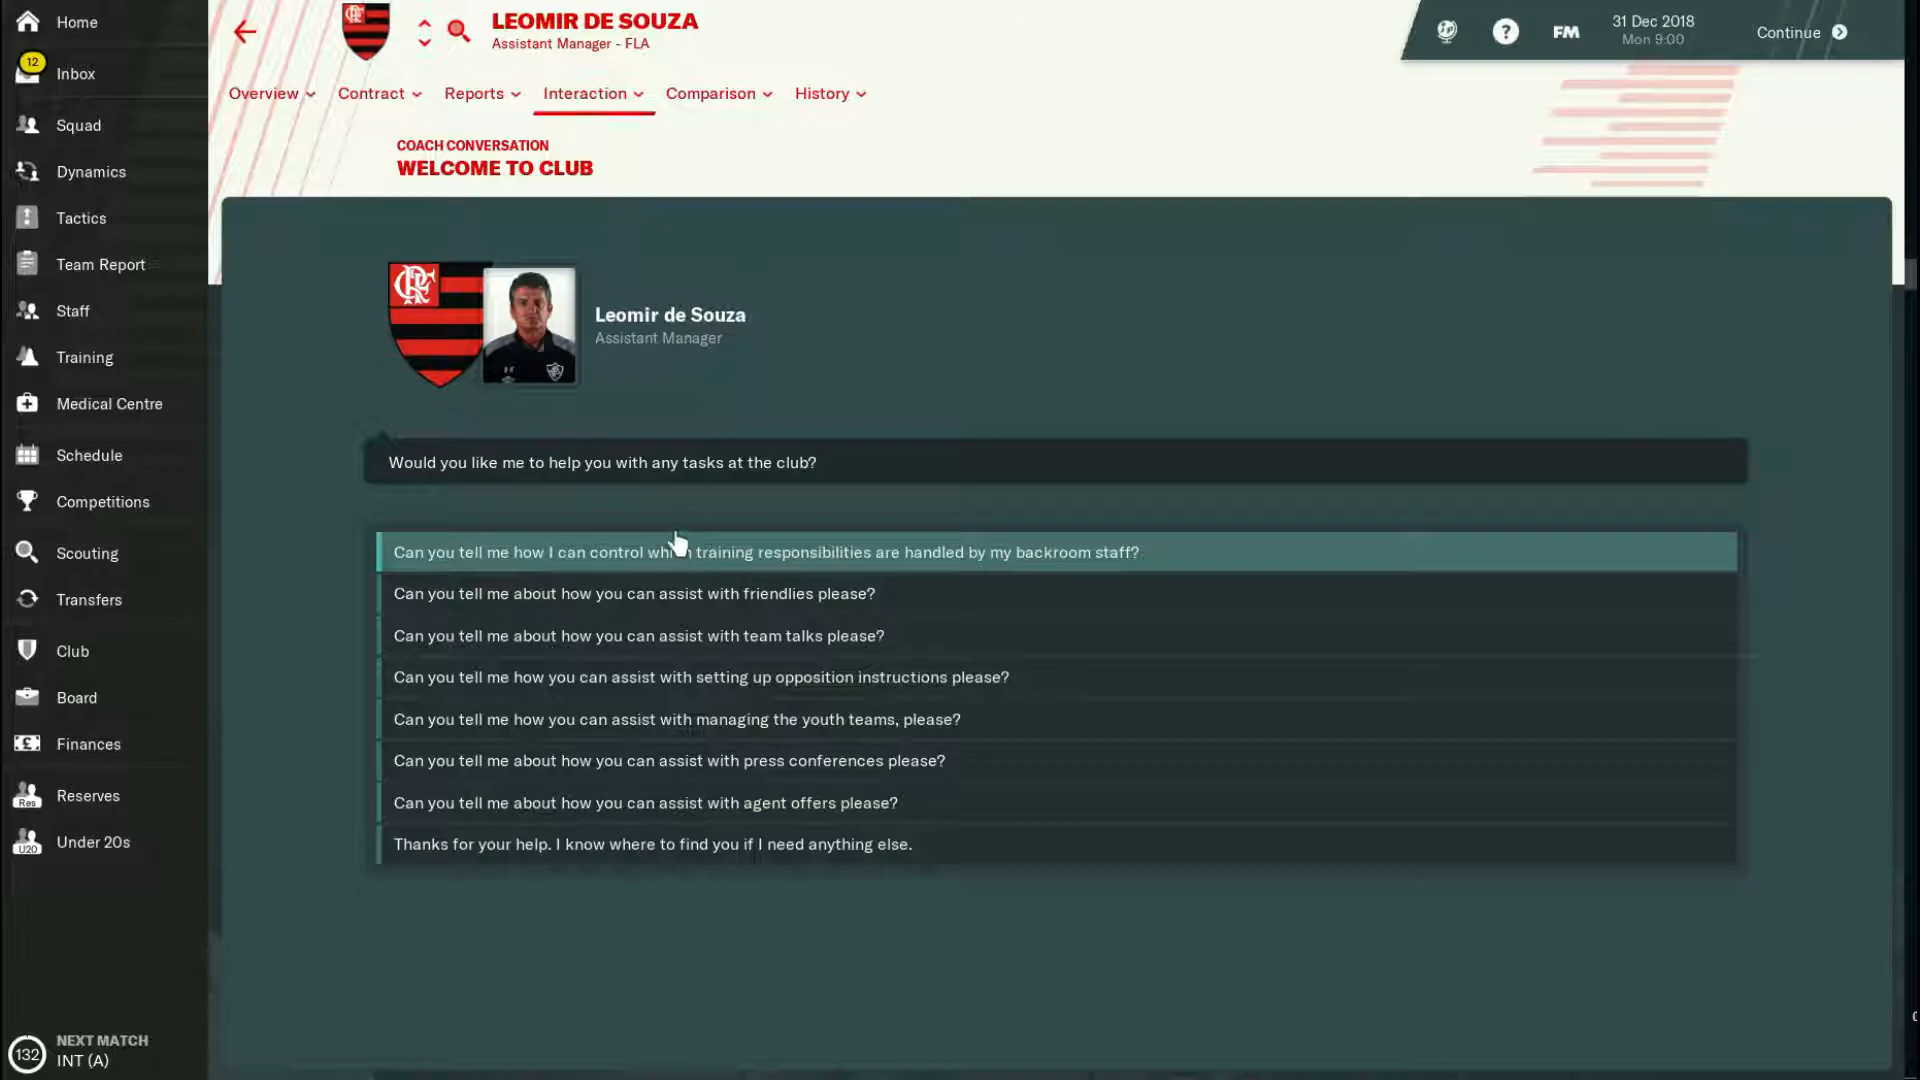 Home
12
Inbox
Squad
Dynamics
Tactics
Team Report
Staff
Training
Medical Centre
Schedule
Competitions
Scouting
Transfers
Club
Board
Finances
Res
Reserves
U20
Under 20s
132
NEXT MATCH
INT (A)
LEOMIR DE SOUZA
Assistant Manager - FLA
?
FM
31 Dec 2018
Mon 9:00
Continue
Overview
Contract
Reports
Interaction
Comparison
History
COACH CONVERSATION
WELCOME TO CLUB
Leomir de Souza
Assistant Manager
Would you like me to help you with any tasks at the club?
Can you tell me how I can control which training responsibilities are handled by my backroom staff?
Can you tell me about how you can assist with friendlies please?
Can you tell me about how you can assist with team talks please?
Can you tell me how you can assist with setting up opposition instructions please?
Can you tell me how you can assist with managing the youth teams, please?
Can you tell me about how you can assist with press conferences please?
Can you tell me about how you can assist with agent offers please?
Thanks for your help. I know where to find you if I need anything else.